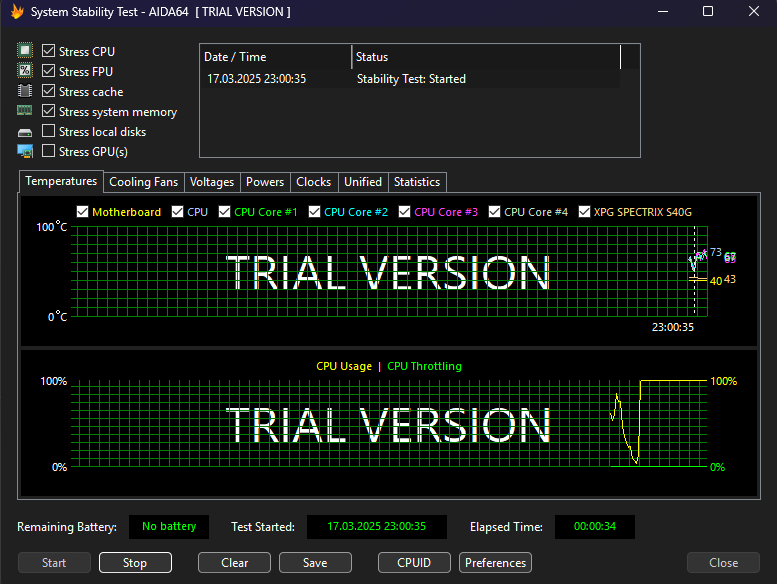 System Stability Test - AIDA64 [ TRIAL VERSION ]
Stress CPU
Stress FPU
Stress cache
Stress system memory
Stress local disks
Stress GPU(s)
Date / Time Status
17.03.2025 23:00:35 Stability Test: Started
Temperatures Cooling Fans Voltages Powers Clocks Unified Statistics
Motherboard CPU CPU Core #1 CPU Core #2 CPU Core #3 CPU Core #4 XPG SPECTRIX S40G
100°C
TRIAL VERSION
73
40 43
0°C
23:00:35
CPU Usage | CPU Throttling
100% 100%
TRIAL VERSION
0% 0%
Remaining Battery: No battery Test Started: 17.03.2025 23:00:35 Elapsed Time: 00:00:34
Start Stop Clear Save CPUID Preferences Close